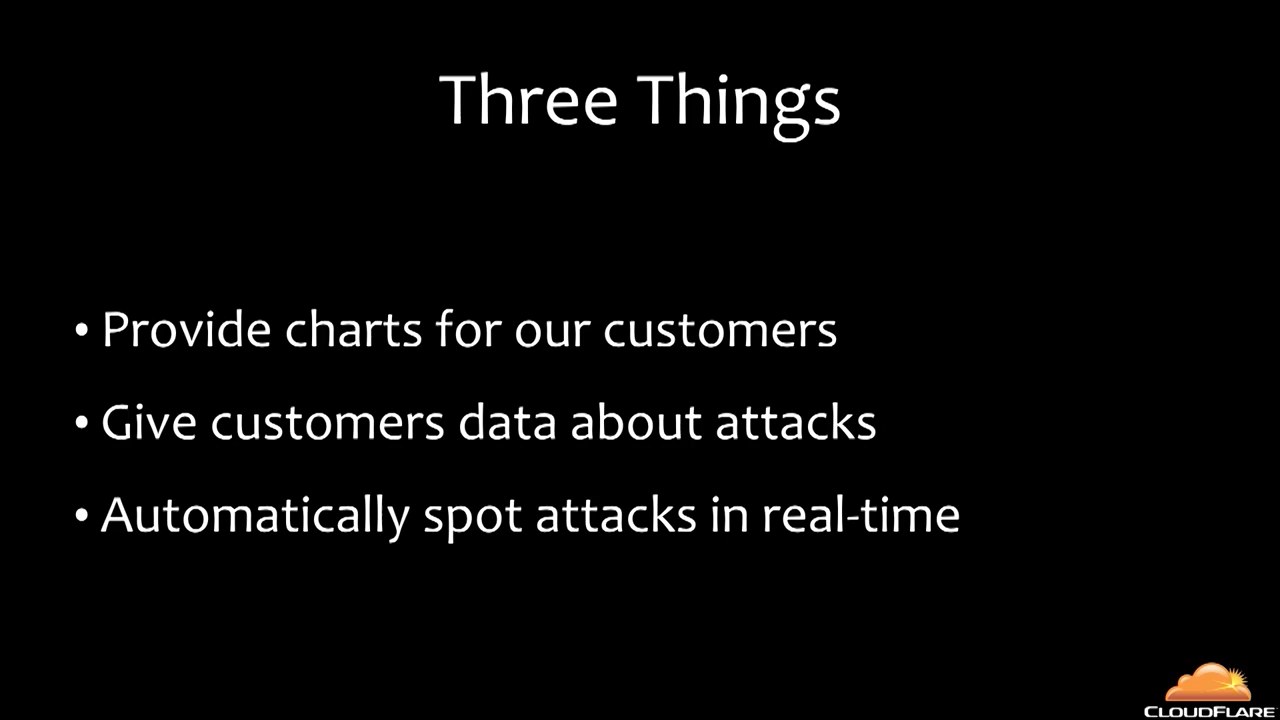 Three Things
• Provide charts for our customers
• Give customers data about attacks
• Automatically spot attacks in real-time
CLOUDFLARE